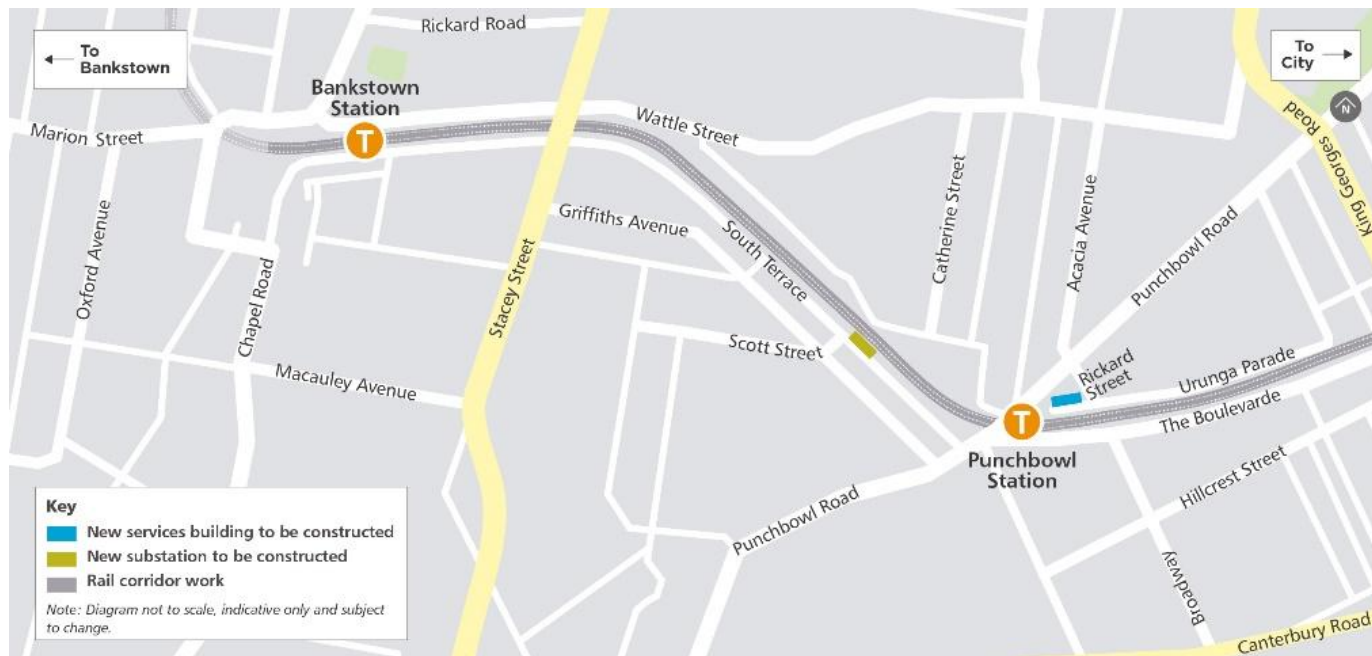 Rickard Road
To
Bankstown
To
City
Bankstown
Station
T
N
Marion Street
Wattle Street
King Georges Road
Oxford Avenue
Griffiths Avenue
South Terrace
Catherine Street
Acacia Avenue
Punchbowl Road
Chapel Road
Stacey Street
Scott Street
Macauley Avenue
Rickard
Street
Urunga Parade
The Boulevarde
T
Punchbowl
Station
Hillcrest Street
Punchbowl Road
Broadway
Canterbury Road
Key
New services building to be constructed
New substation to be constructed
Rail corridor work
Note: Diagram not to scale, indicative only and subject
to change.